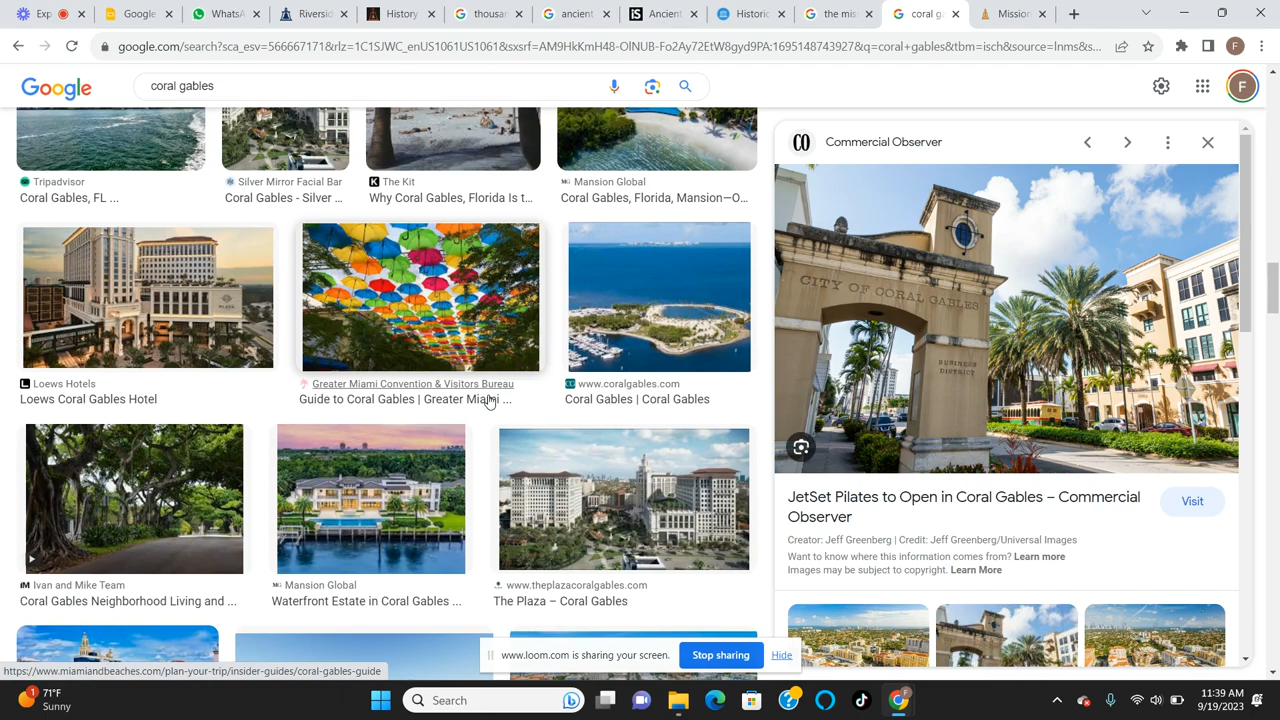 Exp
Google
WhatsA
Riversid
History
thousan
ancient
Ancient
Historic
the mis
coral ga
Mission
google.com/search?sca_esv=566667171&rlz=1C1SJWC_enUS1061US1061&sxsrf=AM9HkKmH48-OlNUB-Fo2Ay72EtW8gyd9PA:1695148743927&q=coral+gables&tbm=isch&source=lnms&s...
F
Google
coral gables
F
Tripadvisor
Coral Gables, FL ...
Silver Mirror Facial Bar
Coral Gables - Silver ...
The Kit
Why Coral Gables, Florida Is t...
Mansion Global
Coral Gables, Florida, Mansion—O...
Loews Hotels
Loews Coral Gables Hotel
Greater Miami Convention & Visitors Bureau
Guide to Coral Gables | Greater Miami ...
www.coralgables.com
Coral Gables | Coral Gables
Ivan and Mike Team
Coral Gables Neighborhood Living and ...
Mansion Global
Waterfront Estate in Coral Gables ...
www.theplazacoralgables.com
The Plaza – Coral Gables
CO Commercial Observer
CITY OF CORAL GABLES
BUSINESS
DISTRICT
JetSet Pilates to Open in Coral Gables – Commercial
Observer
Visit
Creator: Jeff Greenberg | Credit: Jeff Greenberg/Universal Images
Want to know where this information comes from? Learn more
Images may be subject to copyright. Learn More
www.loom.com is sharing your screen.
Stop sharing
Hide
https://www.miamiandbeaches.com/plan-your-trip/insider-guides/coral-gables-guide
1
71°F
Sunny
Search
11:39 AM
9/19/2023